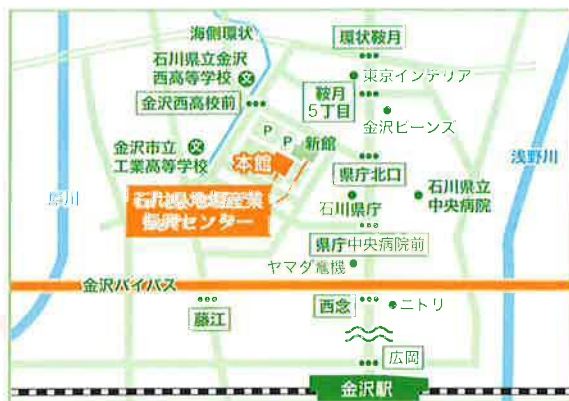 海側環状
環状鞍月
石川県立金沢
西高等学校 文
東京インテリア
金沢西高校前
鞍月
5丁目
金沢ビーンズ
P
P
新館
金沢市立 文
工業高等学校
本館
県庁北口
浅野川
犀川
石川県地場産業
振興センター
石川県庁
石川県立
中央病院
県庁中央病院前
ヤマダ電機
金沢バイパス
藤江
西念
ニトリ
広岡
金沢駅